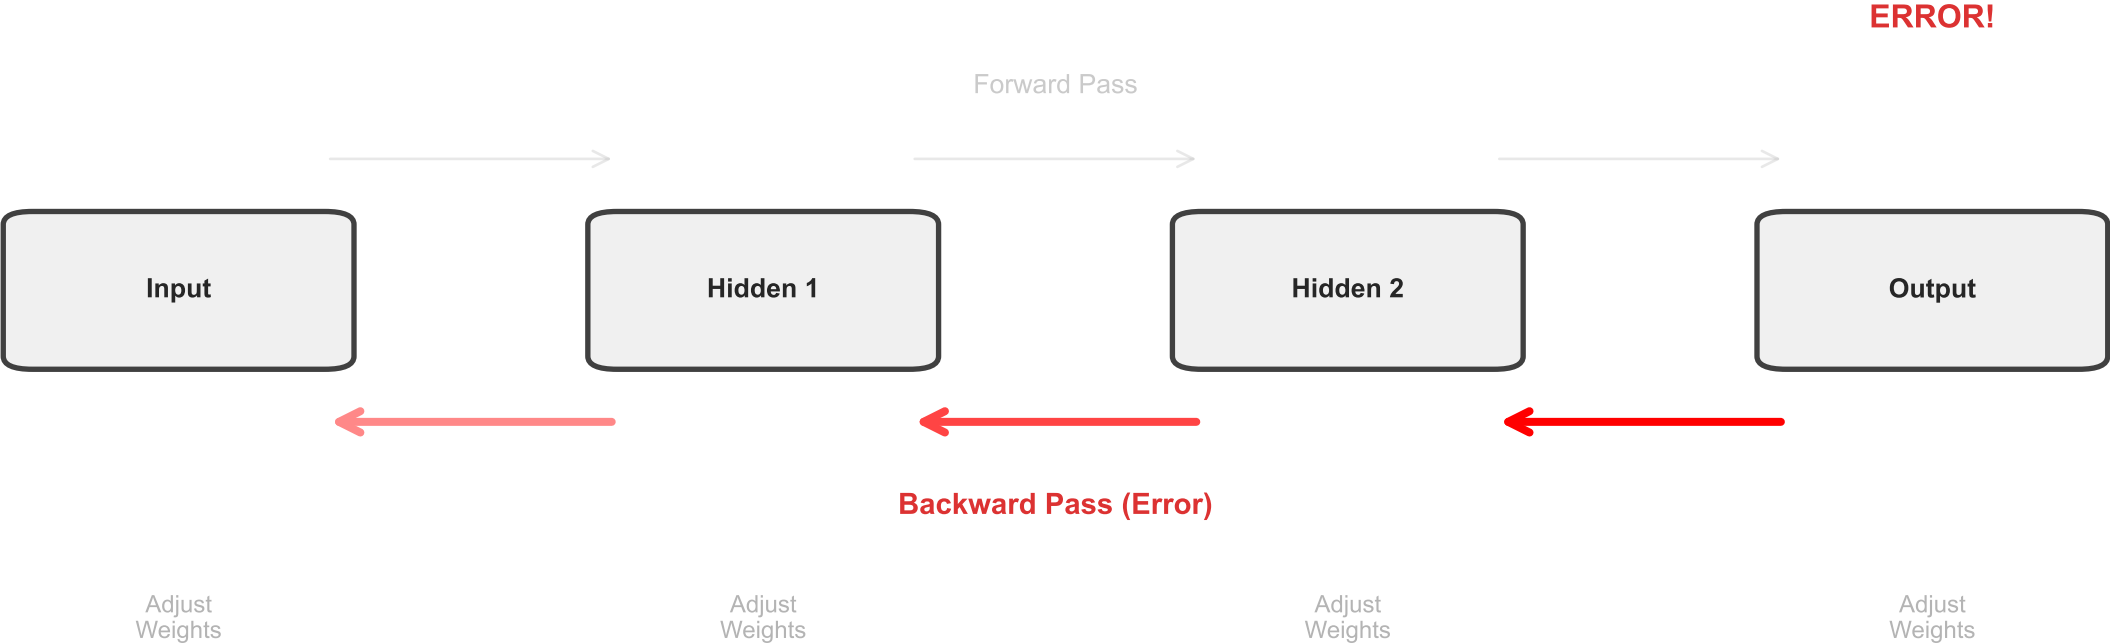 ERROR!
Forward Pass
Input
Hidden 1
Hidden 2
Output
Backward Pass (Error)
Adjust
Weights
Adjust
Weights
Adjust
Weights
Adjust
Weights